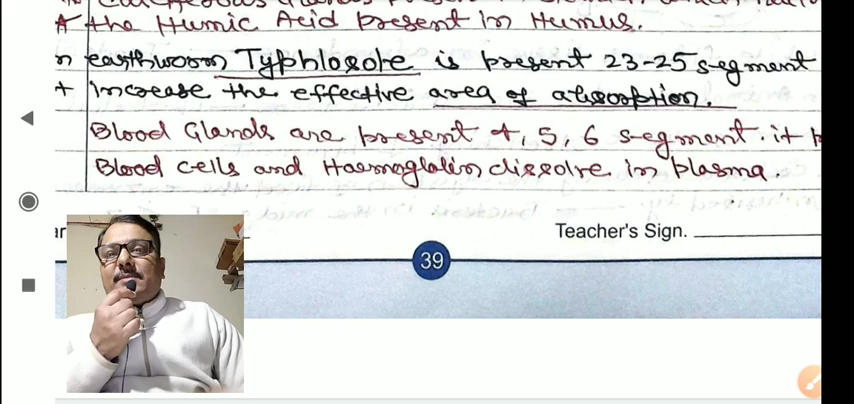 the Humic Acid present in Humus.
earthworm Typhlosole is present 23-25 segment
Increase the effective area of absorption.
Blood Glands are present 4, 5, 6 segment. it
Blood cells and Haemoglobin dissolve in plasma.
Teacher's Sign.
39